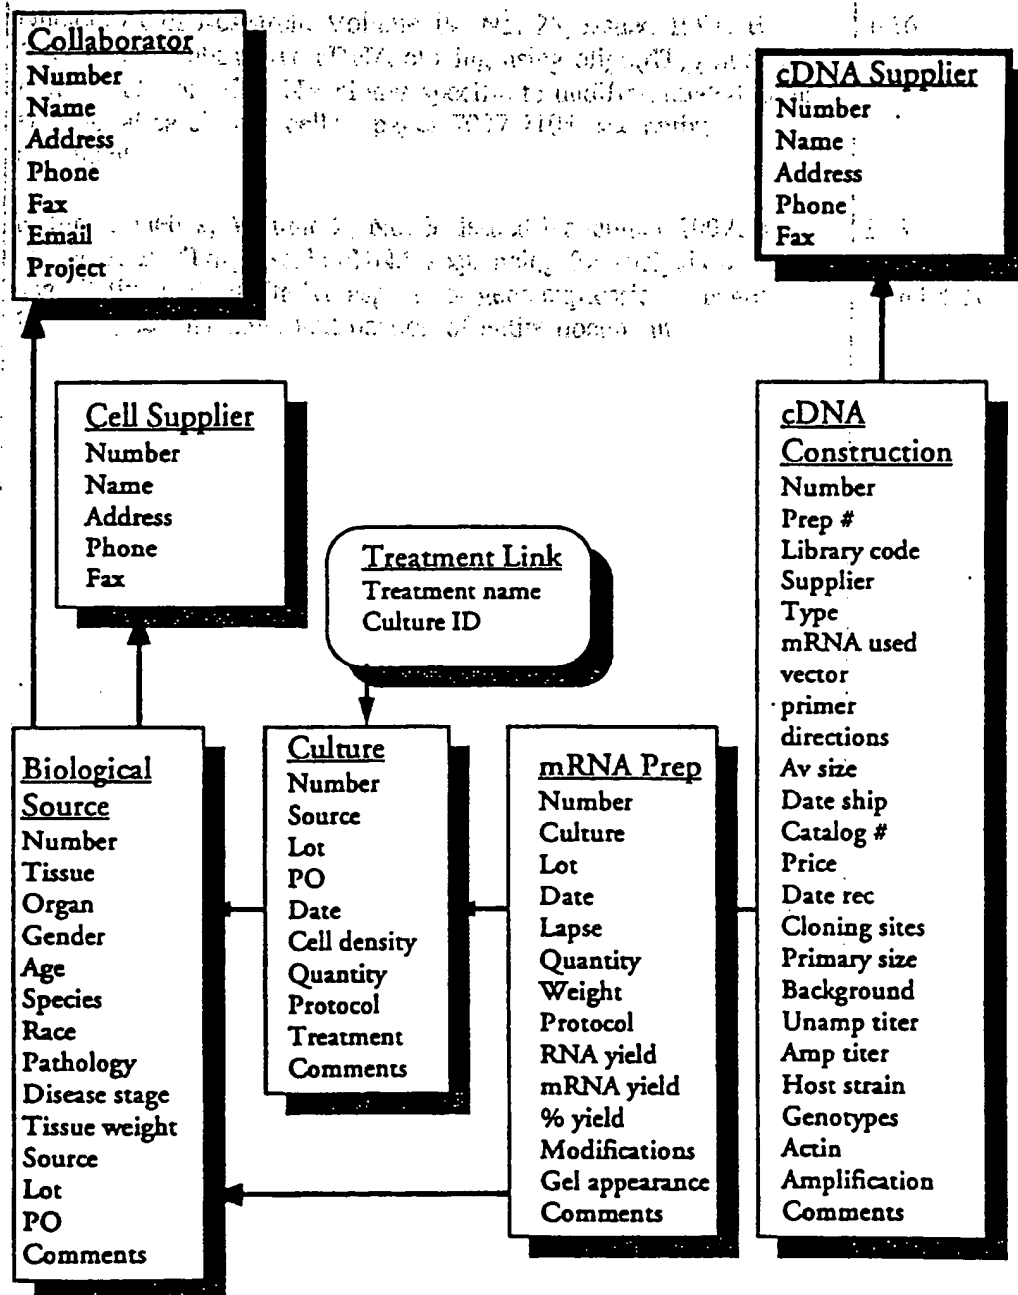 Collaborator
Number
Name
Address
Phone
Fax
Email
Project
cDNA Supplier
Number
Name
Address
Phone
Fax
Cell Supplier
Number
Name
Address
Phone
Fax
Treatment Link
Treatment name
Culture ID
Biological
Source
Number
Tissue
Organ
Gender
Age
Species
Race
Pathology
Disease stage
Tissue weight
Source
Lot
PO
Comments
Culture
Number
Source
Lot
PO
Date
Cell density
Quantity
Protocol
Treatment
Comments
mRNA Prep
Number
Culture
Lot
Date
Lapse
Quantity
Weight
Protocol
RNA yield
mRNA yield
% yield
Modifications
Gel appearance
Comments
cDNA
Construction
Number
Prep #
Library code
Supplier
Type
mRNA used
vector
primer
directions
Av size
Date ship
Catalog #
Price
Date rec
Cloning sites
Primary size
Background
Unamp titer
Amp titer
Host strain
Genotypes
Actin
Amplification
Comments